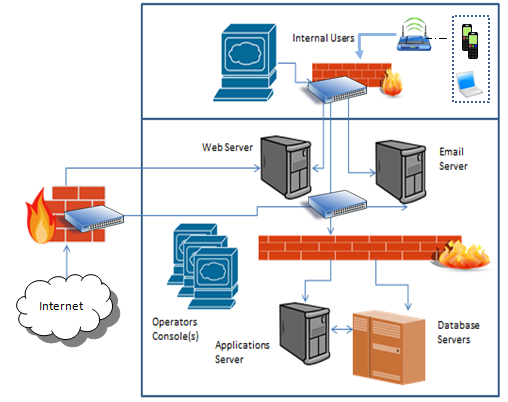 Internal Users
Web Server
Email
Server
Internet
Operators
Console(s)
Applications
Server
Database
Servers